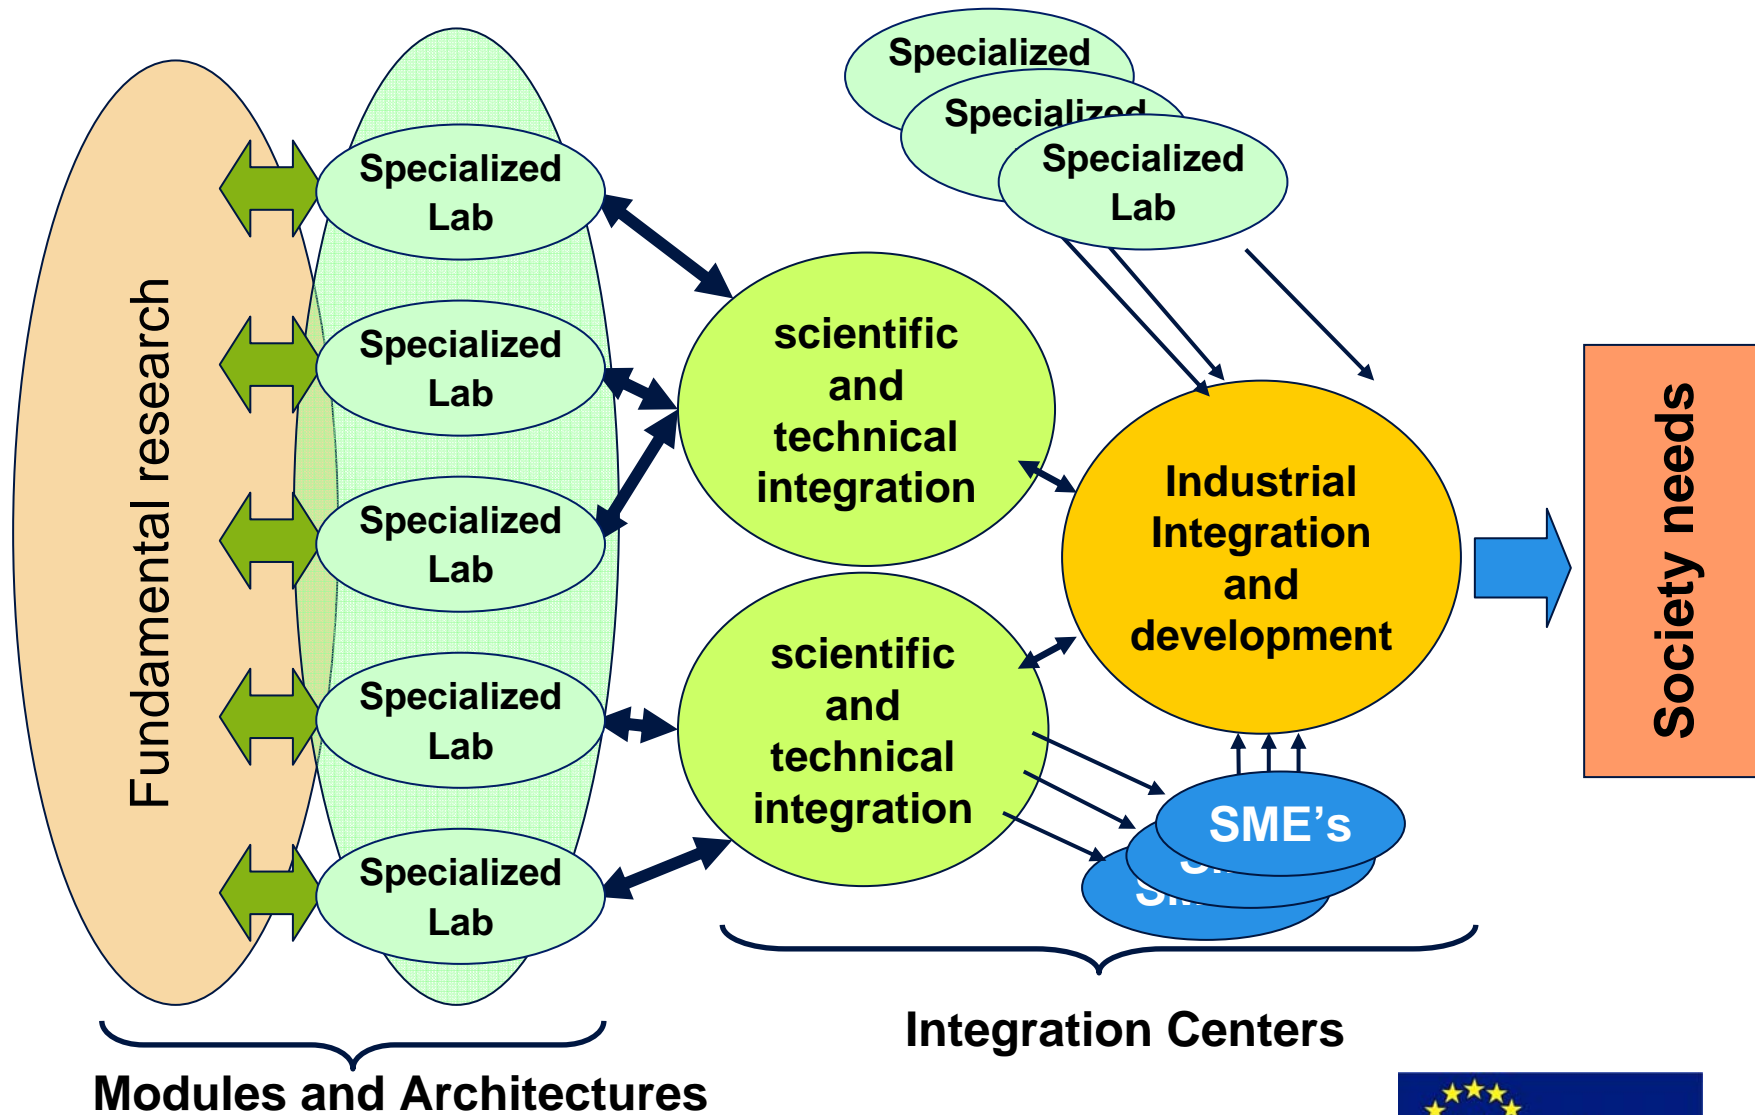 Fundamental research
Specialized
Lab
Specialized
Lab
Specialized
Lab
Specialized
Lab
Specialized
Lab
scientific
and
technical
integration
scientific
and
technical
integration
Specialized
Specialized
Specialized
Lab
Industrial
Integration
and
development
SME's
Society needs
Integration Centers
Modules and Architectures